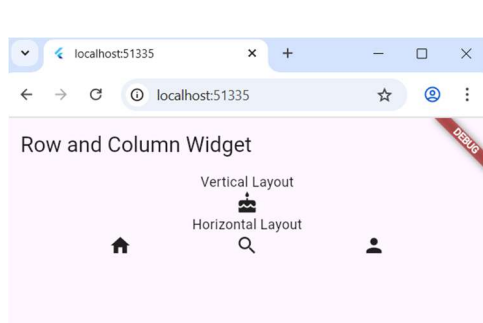 localhost:51335
localhost:51335
Row and Column Widget
DEBUG
Vertical Layout
Horizontal Layout